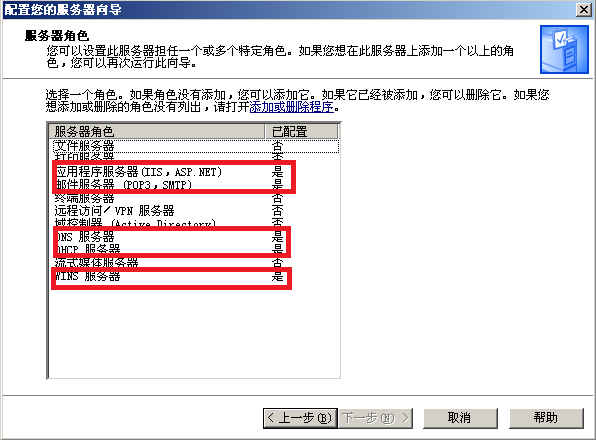 配置您的服务器向导
服务器角色
您可以设置此服务器担任一个或多个特定角色。如果您想在此服务器上添加一个以上的角
色，您可以再次运行此向导。
选择一个角色。如果角色没有添加，您可以添加它。如果它已经被添加，您可以删除它。如果您
想添加或删除的角色没有列出，请打开添加或删除程序。
服务器角色 已配置
文件服务器 否
打印服务器 否
应用程序服务器(IIS，ASP.NET) 是
邮件服务器 (POP3，SMTP) 是
终端服务器 否
远程访问/ VPN 服务器 否
域控制器 (Active Directory) 否
DNS 服务器 是
DHCP 服务器 是
流式媒体服务器 否
WINS 服务器 是
< 上一步(B) 下一步(N) > 取消 帮助